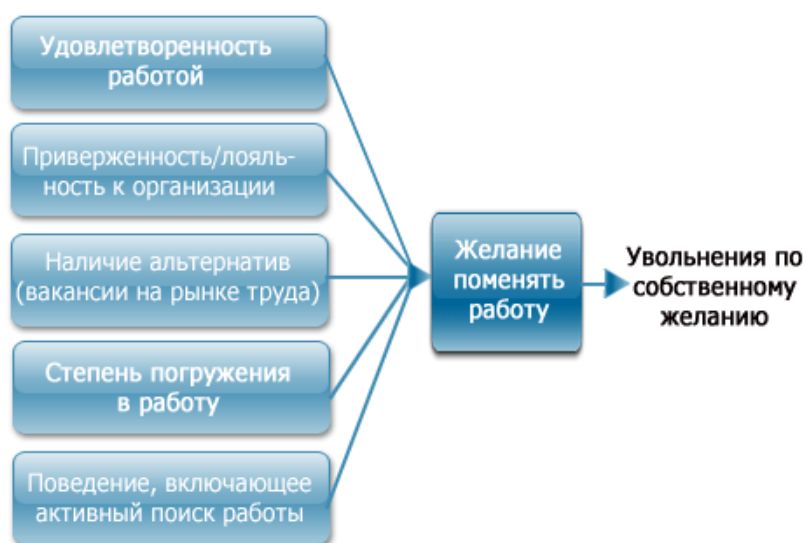 Удовлетворенность
работой
Приверженность/лояль-
ность к организации
Наличие альтернатив
(вакансии на рынке труда)
Степень погружения
в работу
Поведение, включающее
активный поиск работы
Желание
поменять
работу
Увольнения по
собственному
желанию